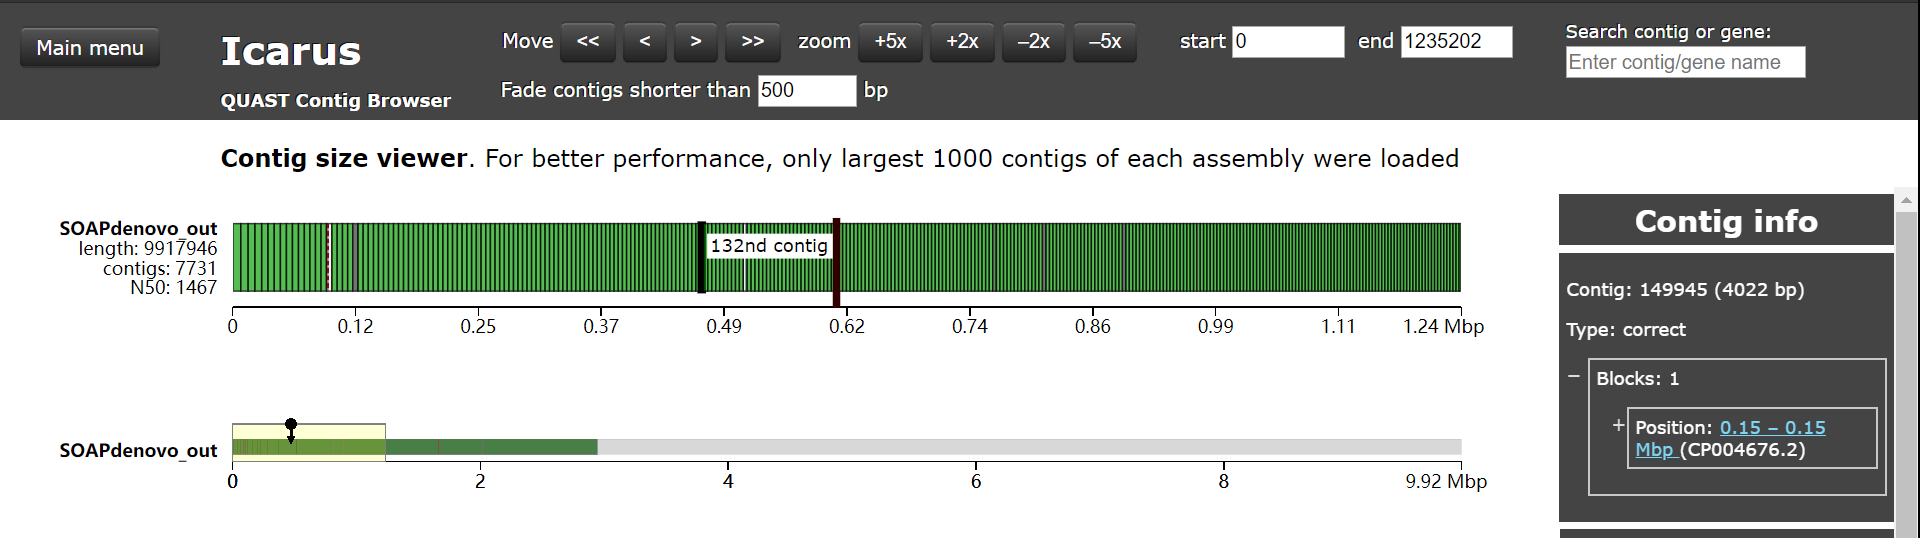 Main menu
Icarus
QUAST Contig Browser
Move << < > >> zoom +5x +2x –2x –5x start 0 end 1235202
Fade contigs shorter than 500 bp
Search contig or gene:
Enter contig/gene name
Contig size viewer. For better performance, only largest 1000 contigs of each assembly were loaded
SOAPdenovo_out
length: 9917946
contigs: 7731
N50: 1467
132nd contig
0 0.12 0.25 0.37 0.49 0.62 0.74 0.86 0.99 1.11 1.24 Mbp
SOAPdenovo_out
0 2 4 6 8 9.92 Mbp
Contig info
Contig: 149945 (4022 bp)
Type: correct
– Blocks: 1
+ Position: 0.15 – 0.15
Mbp (CP004676.2)